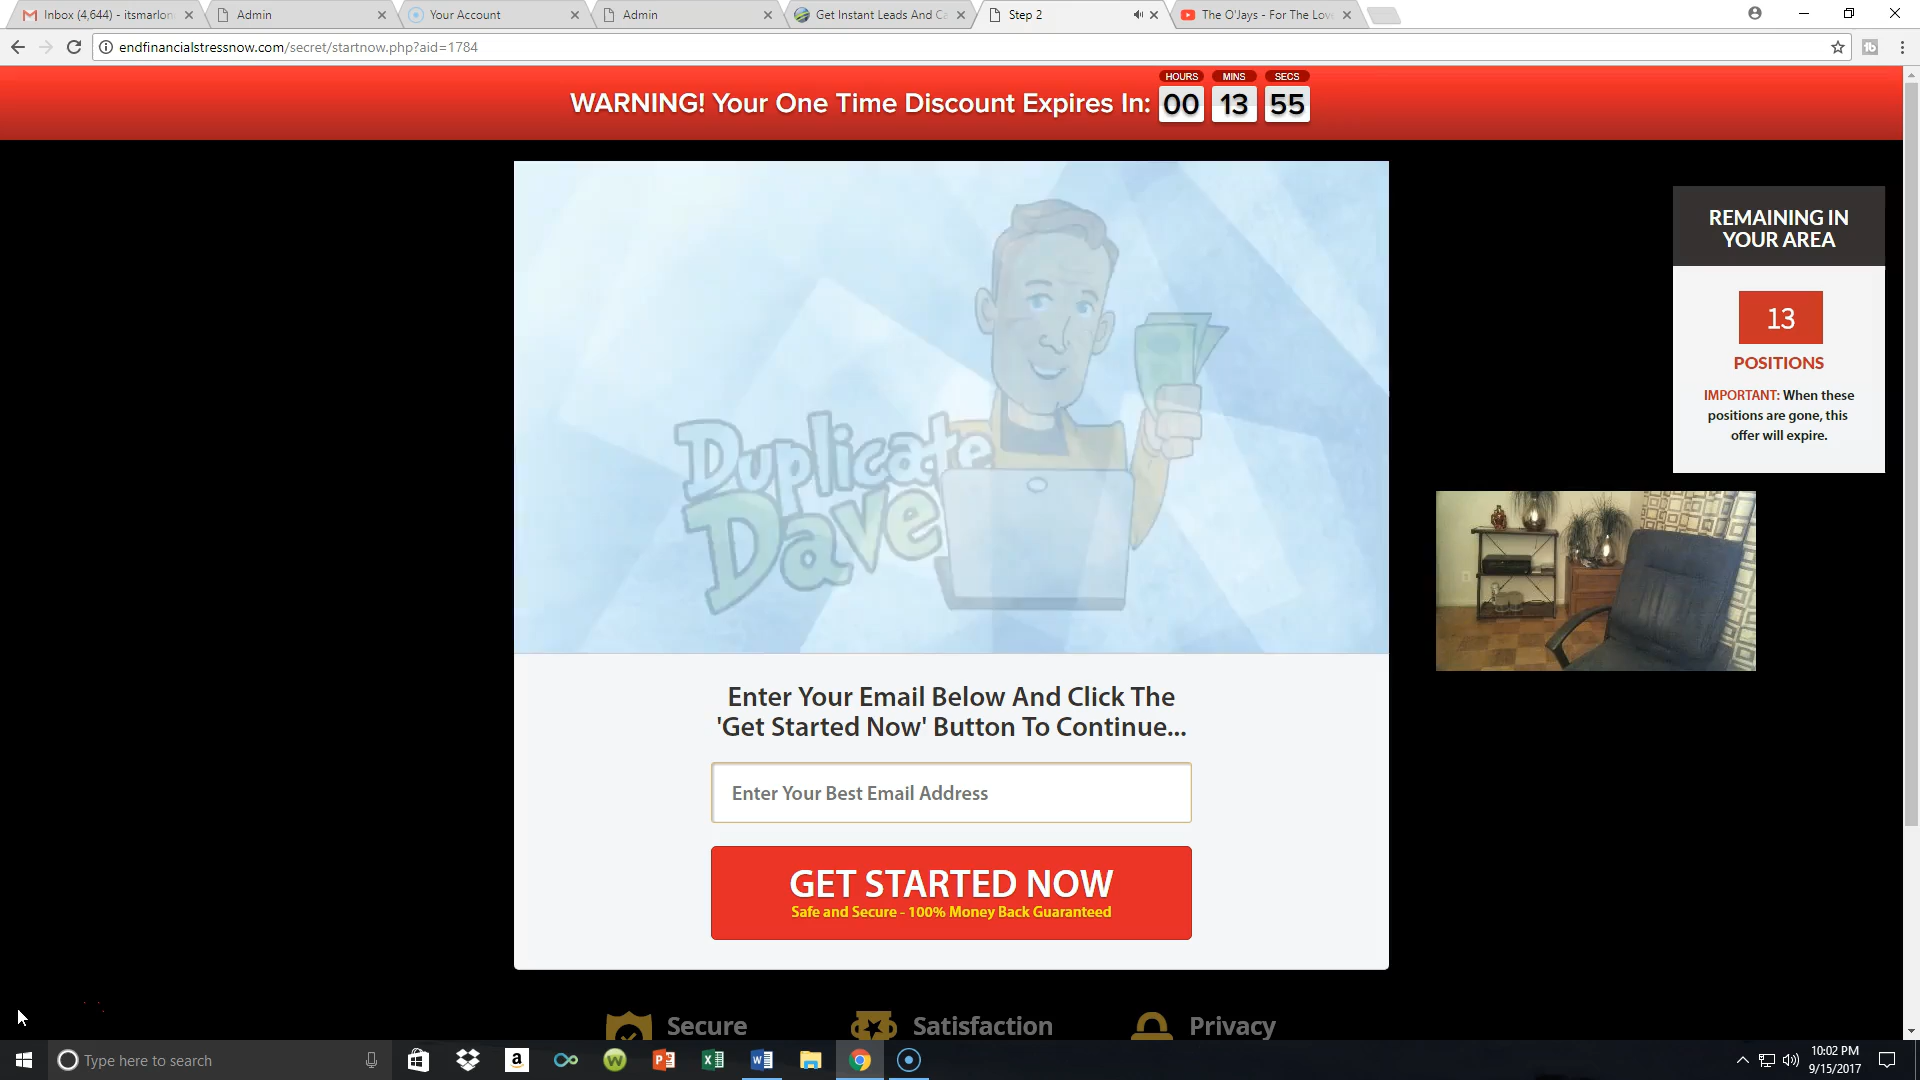 Inbox (4,644) - itsmarlon
Admin
Your Account
Admin
Get Instant Leads And Ca
Step 2
The O'Jays - For The Lov
endfinancialstressnow.com/secret/startnow.php?aid=1784
WARNING! Your One Time Discount Expires In:
HOURS MINS SECS
00 13 55
REMAINING IN
YOUR AREA
13
POSITIONS
IMPORTANT: When these
positions are gone, this
offer will expire.
Duplicate
Dave
Enter Your Email Below And Click The
'Get Started Now' Button To Continue...
Enter Your Best Email Address
GET STARTED NOW
Safe and Secure - 100% Money Back Guaranteed
Secure
Satisfaction
Privacy
Type here to search
10:02 PM
9/15/2017